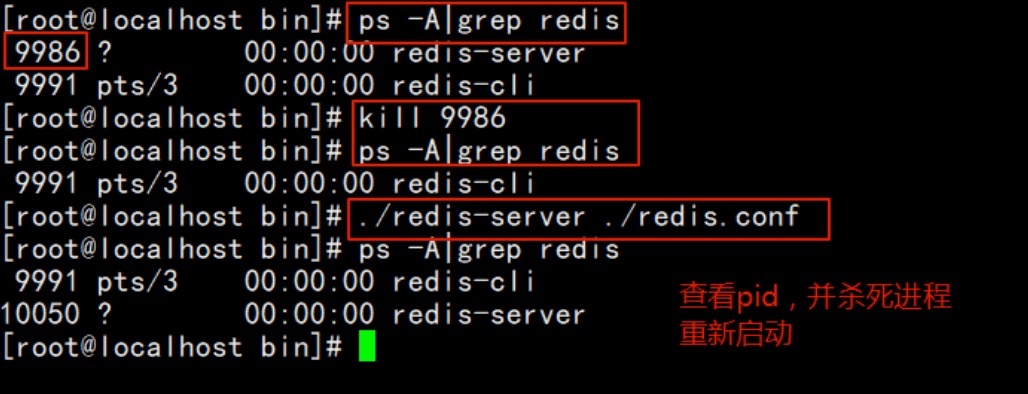 [root@localhost bin]# ps -A|grep redis
 9986 ?        00:00:00 redis-server
 9991 pts/3    00:00:00 redis-cli
[root@localhost bin]# kill 9986
[root@localhost bin]# ps -A|grep redis
 9991 pts/3    00:00:00 redis-cli
[root@localhost bin]# ./redis-server ./redis.conf
[root@localhost bin]# ps -A|grep redis
 9991 pts/3    00:00:00 redis-cli
10050 ?        00:00:00 redis-server
[root@localhost bin]#
查看pid，并杀死进程
重新启动